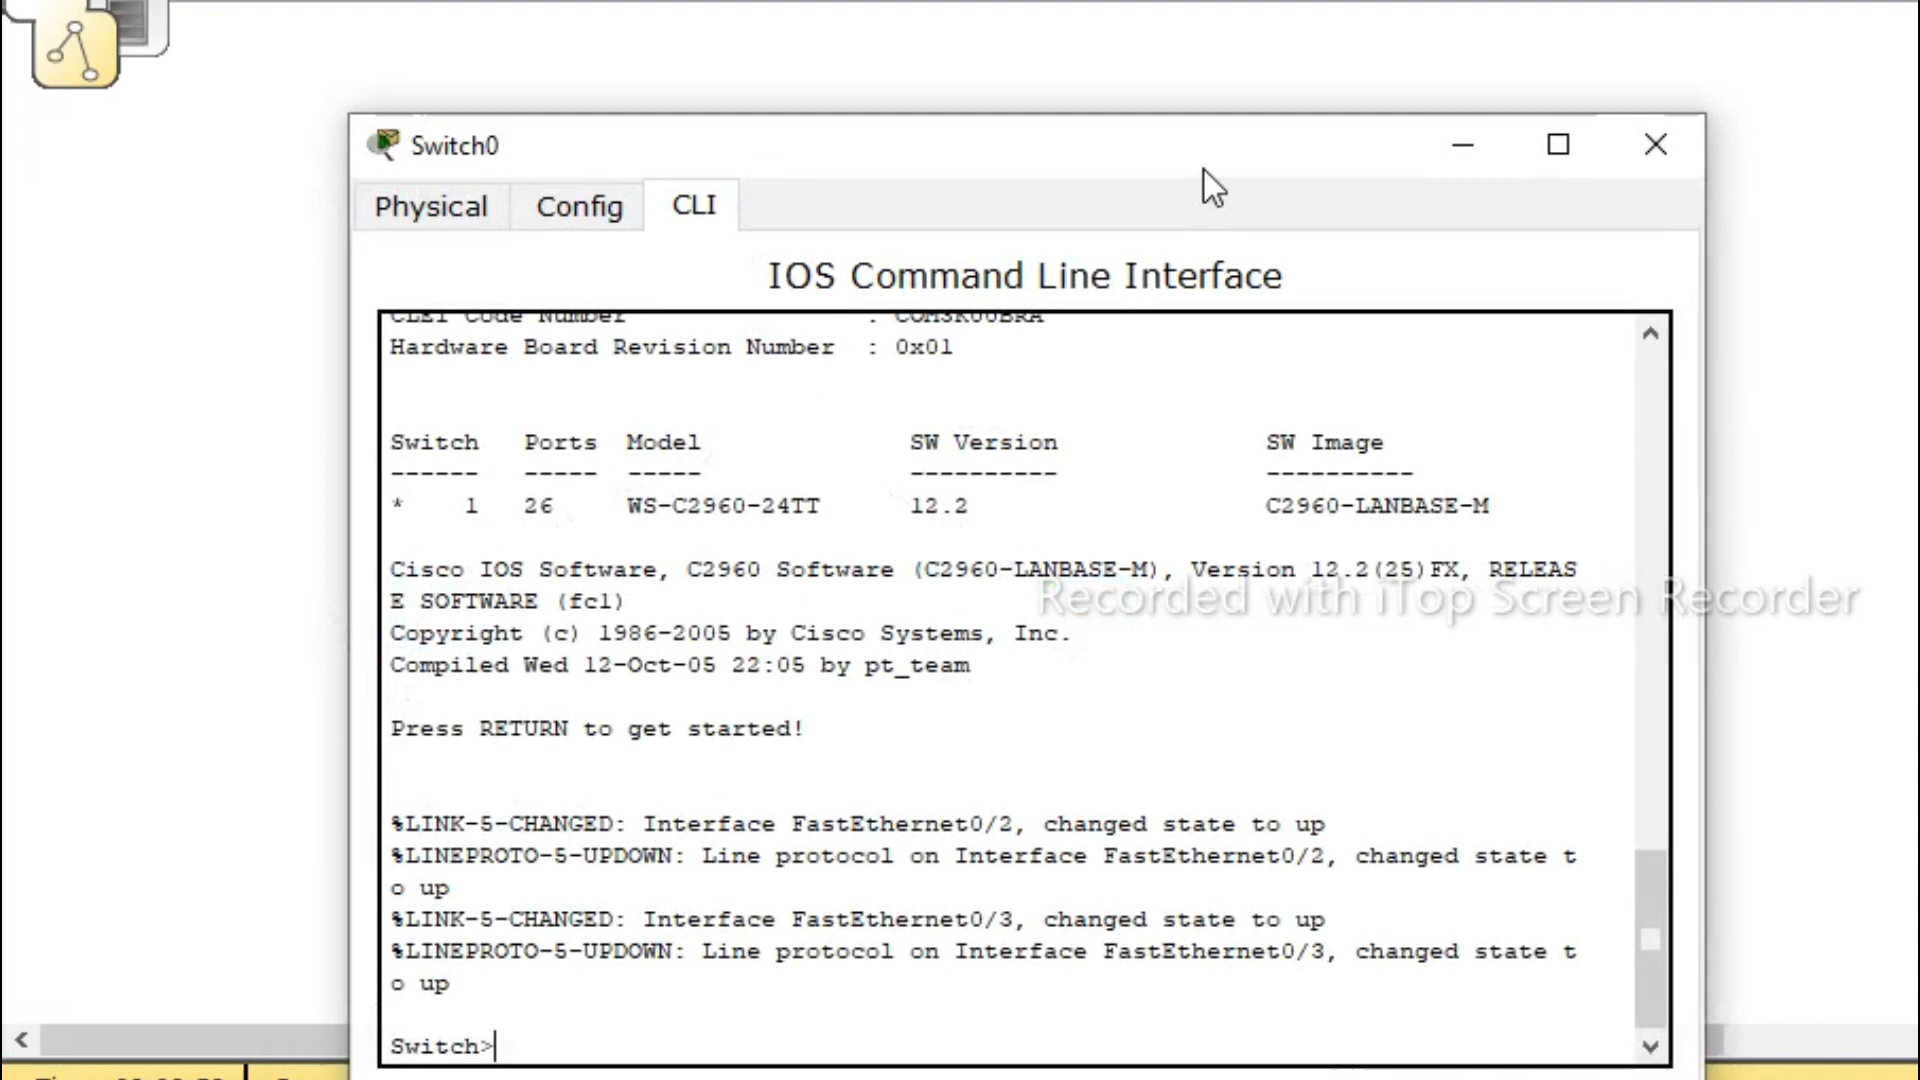 Switch0
Physical Config CLI
IOS Command Line Interface
CLEI Code Number : COM3K00BRA
Hardware Board Revision Number : 0x01
Switch Ports Model SW Version SW Image
------ ----- ----- ---------- ----------
* 1 26 WS-C2960-24TT 12.2 C2960-LANBASE-M
Cisco IOS Software, C2960 Software (C2960-LANBASE-M), Version 12.2(25)FX, RELEAS
E SOFTWARE (fc1)
Recorded with iTop Screen Recorder
Copyright (c) 1986-2005 by Cisco Systems, Inc.
Compiled Wed 12-Oct-05 22:05 by pt_team
Press RETURN to get started!
%LINK-5-CHANGED: Interface FastEthernet0/2, changed state to up
%LINEPROTO-5-UPDOWN: Line protocol on Interface FastEthernet0/2, changed state t
o up
%LINK-5-CHANGED: Interface FastEthernet0/3, changed state to up
%LINEPROTO-5-UPDOWN: Line protocol on Interface FastEthernet0/3, changed state t
o up
Switch>